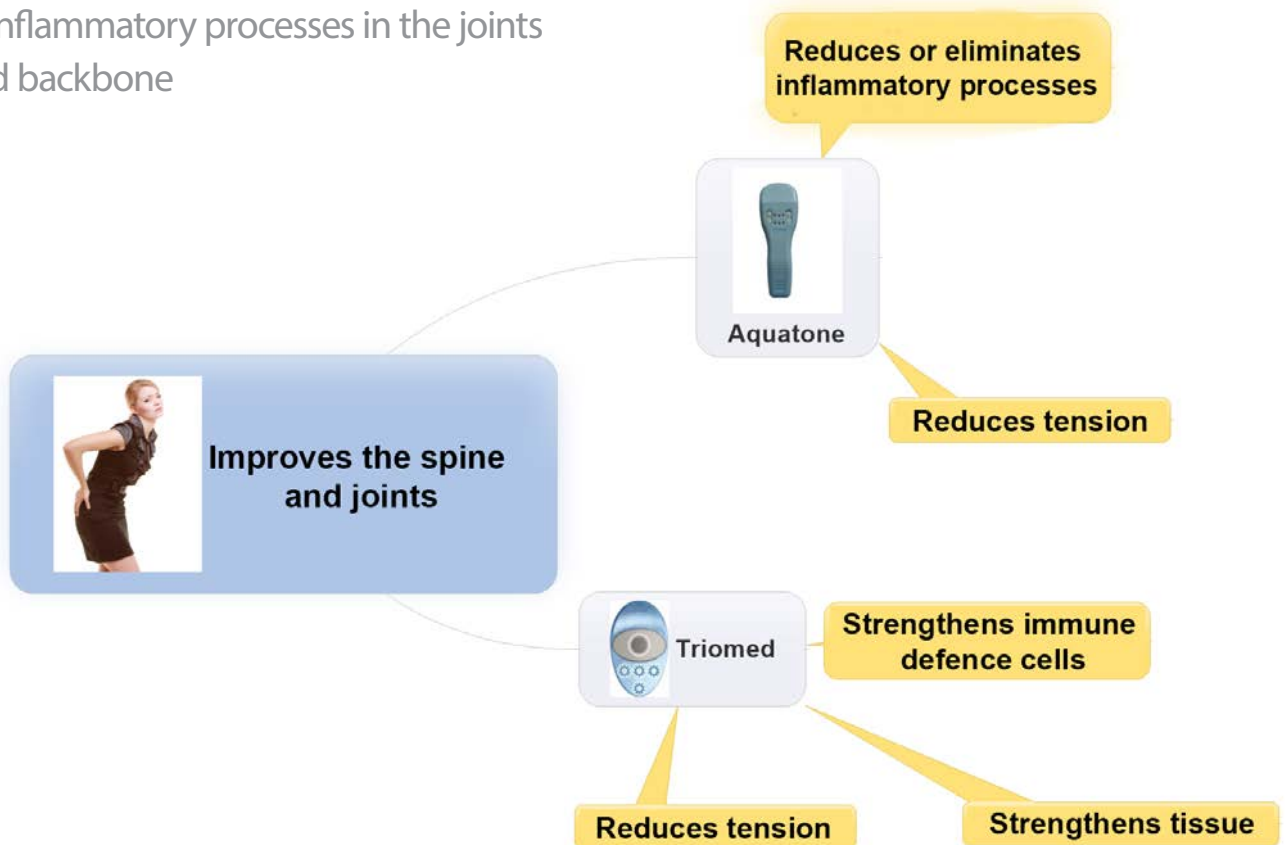 nflammatory processes in the joints
d backbone
Reduces or eliminates
inflammatory processes
Aquatone
Reduces tension
Improves the spine
and joints
Triomed
Strengthens immune
defence cells
Reduces tension
Strengthens tissue